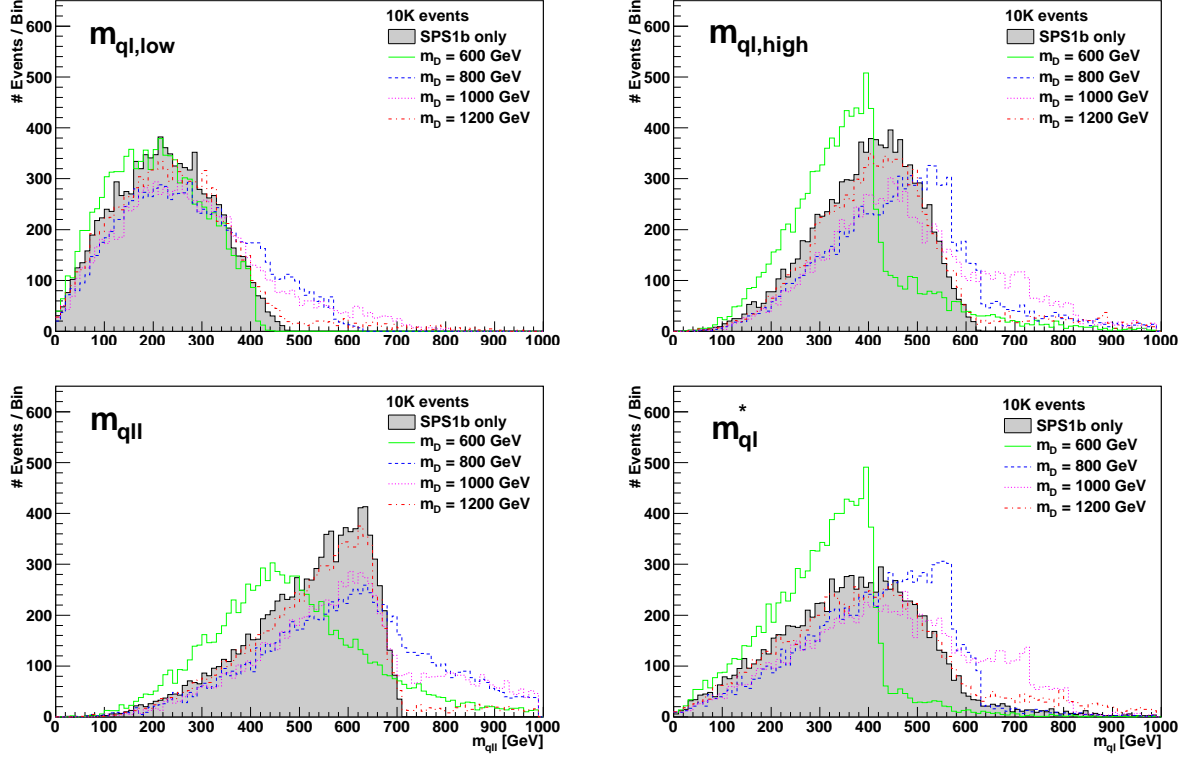 # Events / Bin
600
500
400
300
200
100
0
m_ql,low
10K events
SPS1b only
m_D = 600 GeV
m_D = 800 GeV
m_D = 1000 GeV
m_D = 1200 GeV
0 100 200 300 400 500 600 700 800 900 1000
# Events / Bin
600
500
400
300
200
100
0
m_ql,high
10K events
SPS1b only
m_D = 600 GeV
m_D = 800 GeV
m_D = 1000 GeV
m_D = 1200 GeV
0 100 200 300 400 500 600 700 800 900 1000
# Events / Bin
600
500
400
300
200
100
0
m_qll
10K events
SPS1b only
m_D = 600 GeV
m_D = 800 GeV
m_D = 1000 GeV
m_D = 1200 GeV
0 100 200 300 400 500 600 700 800 900 1000
m_qll [GeV]
# Events / Bin
600
500
400
300
200
100
0
m*_ql
10K events
SPS1b only
m_D = 600 GeV
m_D = 800 GeV
m_D = 1000 GeV
m_D = 1200 GeV
0 100 200 300 400 500 600 700 800 900 1000
m_ql [GeV]